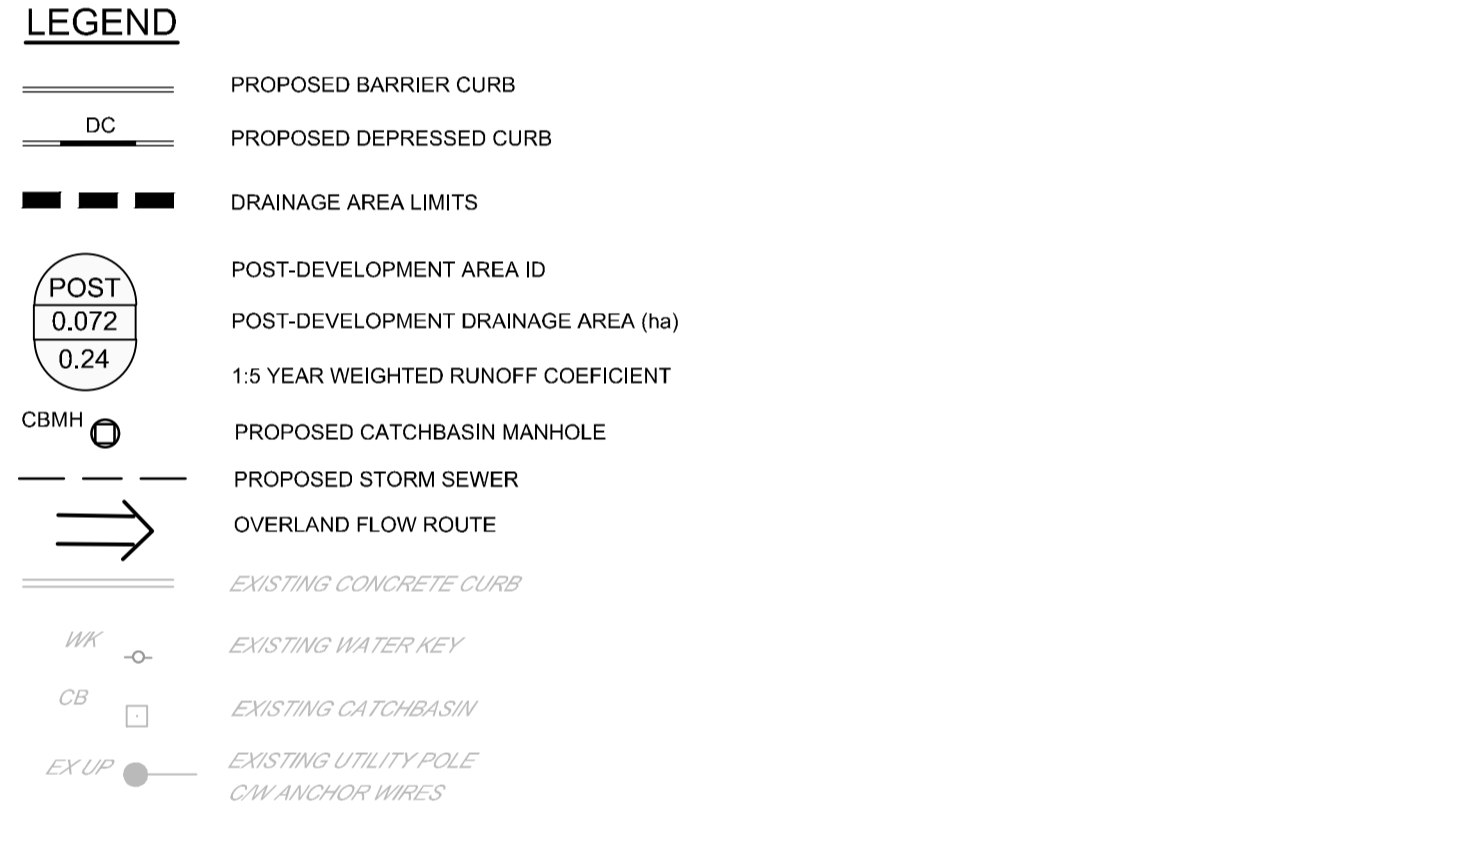 LEGEND
PROPOSED BARRIER CURB
DC
PROPOSED DEPRESSED CURB
DRAINAGE AREA LIMITS
POST
POST-DEVELOPMENT AREA ID
0.072
POST-DEVELOPMENT DRAINAGE AREA (ha)
0.24
1:5 YEAR WEIGHTED RUNOFF COEFICIENT
CBMH
PROPOSED CATCHBASIN MANHOLE
PROPOSED STORM SEWER
OVERLAND FLOW ROUTE
EXISTING CONCRETE CURB
WK
EXISTING WATER KEY
CB
EXISTING CATCHBASIN
EX UP
EXISTING UTILITY POLE
C/W ANCHOR WIRES